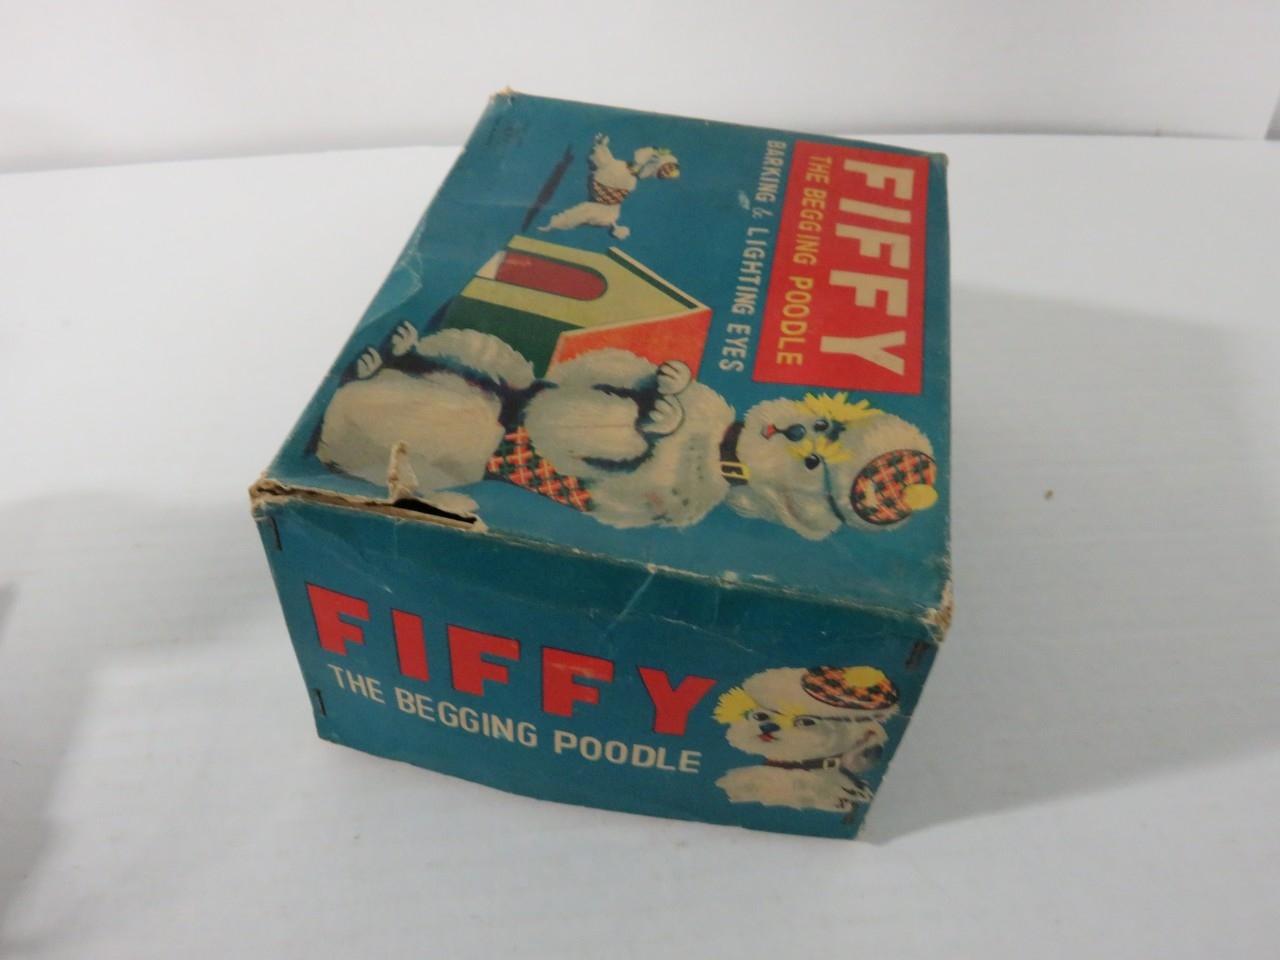 FIFFY
THE BEGGING POODLE
BARKING & LIGHTING EYES
FIFFY
THE BEGGING POODLE